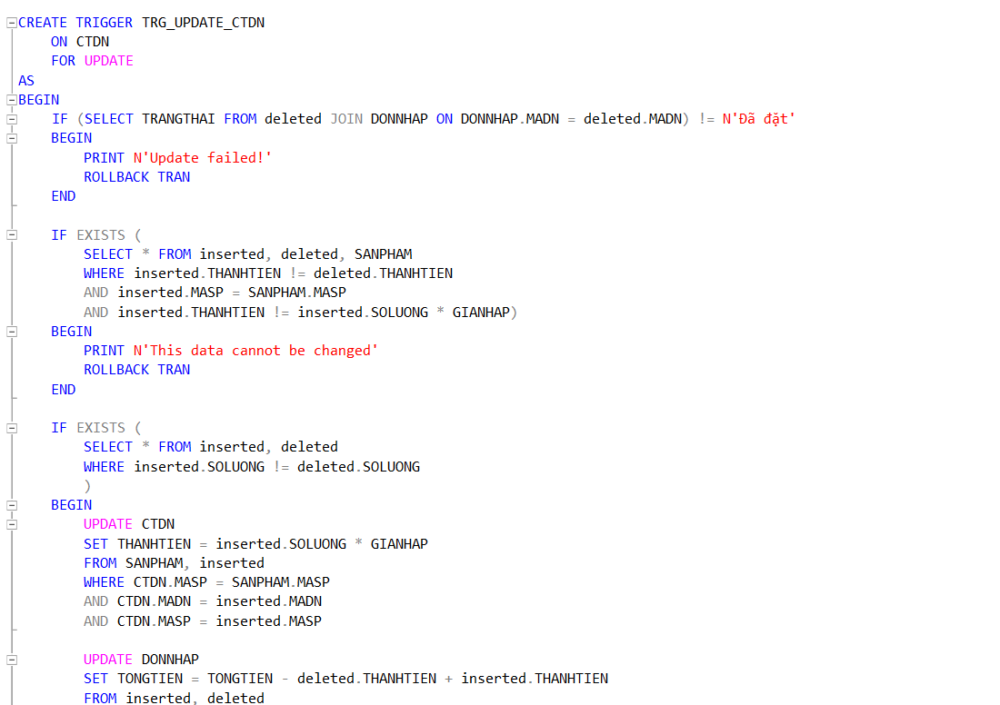 CREATE TRIGGER TRG_UPDATE_CTDN
    ON CTDN
    FOR UPDATE
AS
BEGIN
    IF (SELECT TRANGTHAI FROM deleted JOIN DONNHAP ON DONNHAP.MADN = deleted.MADN) != N'Đã đặt'
    BEGIN
        PRINT N'Update failed!'
        ROLLBACK TRAN
    END
    IF EXISTS (
        SELECT * FROM inserted, deleted, SANPHAM
        WHERE inserted.THANHTIEN != deleted.THANHTIEN
        AND inserted.MASP = SANPHAM.MASP
        AND inserted.THANHTIEN != inserted.SOLUONG * GIANHAP)
    BEGIN
        PRINT N'This data cannot be changed'
        ROLLBACK TRAN
    END
    IF EXISTS (
        SELECT * FROM inserted, deleted
        WHERE inserted.SOLUONG != deleted.SOLUONG
        )
    BEGIN
        UPDATE CTDN
        SET THANHTIEN = inserted.SOLUONG * GIANHAP
        FROM SANPHAM, inserted
        WHERE CTDN.MASP = SANPHAM.MASP
        AND CTDN.MADN = inserted.MADN
        AND CTDN.MASP = inserted.MASP
        UPDATE DONNHAP
        SET TONGTIEN = TONGTIEN - deleted.THANHTIEN + inserted.THANHTIEN
        FROM inserted, deleted